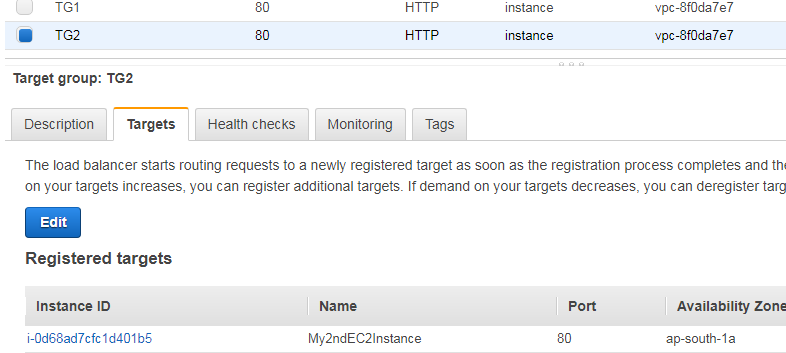 TG1 80 HTTP instance vpc-8f0da7e7
TG2 80 HTTP instance vpc-8f0da7e7
Target group: TG2
Description Targets Health checks Monitoring Tags
The load balancer starts routing requests to a newly registered target as soon as the registration process completes and the
on your targets increases, you can register additional targets. If demand on your targets decreases, you can deregister targ
Edit
Registered targets
Instance ID Name Port Availability Zone
i-0d68ad7cfc1d401b5 My2ndEC2Instance 80 ap-south-1a